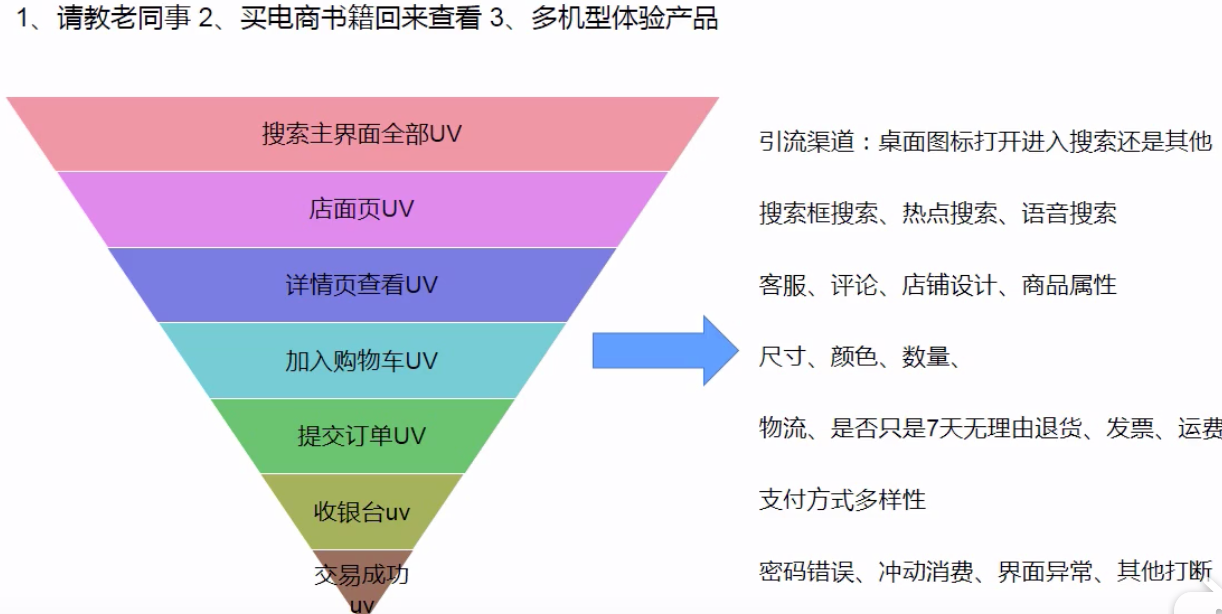 1、请教老同事 2、买电商书籍回来查看 3、多机型体验产品
搜索主界面全部UV
店面页UV
详情页查看UV
加入购物车UV
提交订单UV
收银台uv
交易成功
uv
引流渠道：桌面图标打开进入搜索还是其他
搜索框搜索、热点搜索、语音搜索
客服、评论、店铺设计、商品属性
尺寸、颜色、数量、
物流、是否只是7天无理由退货、发票、运费
支付方式多样性
密码错误、冲动消费、界面异常、其他打断